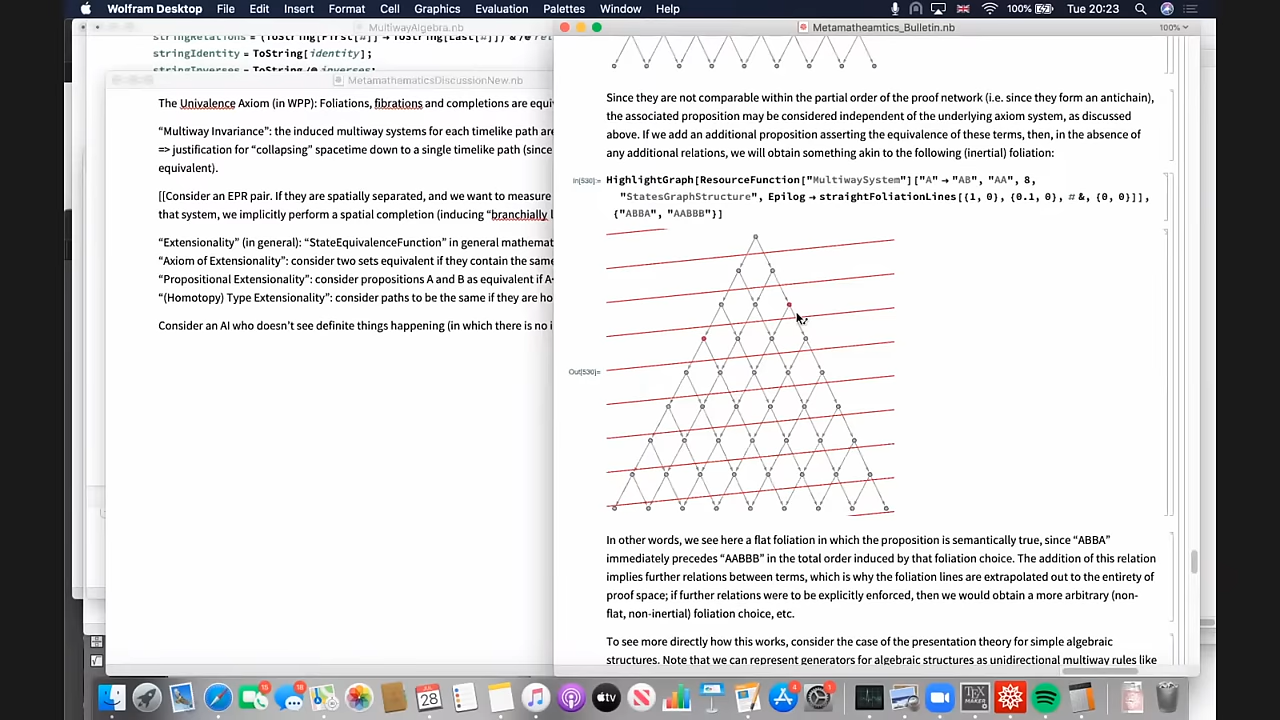 Wolfram Desktop File Edit Insert Format Cell Graphics Evaluation Palettes Window Help 100% Tue 20:23
MultiwayAlgebra.nb
stringIdentity = ToString[identity];
stringInverses = ToString /@ inverses;
MetamathematicsDiscussionNew.nb
The Univalence Axiom (in WPP): Foliations, fibrations and completions are equi
"Multiway Invariance": the induced multiway systems for each timelike path are
=> justification for "collapsing" spacetime down to a single timelike path (since
equivalent).
[[Consider an EPR pair. If they are spatially separated, and we want to measure
that system, we implicitly perform a spatial completion (inducing "branchially l
"Extensionality" (in general): "StateEquivalenceFunction" in general mathemat
"Axiom of Extensionality": consider two sets equivalent if they contain the same
"Propositional Extensionality": consider propositions A and B as equivalent if A
"(Homotopy) Type Extensionality": consider paths to be the same if they are ho
Consider an AI who doesn't see definite things happening (in which there is no i
Metamatheamtics_Bulletin.nb
100%
Since they are not comparable within the partial order of the proof network (i.e. since they form an antichain),
the associated proposition may be considered independent of the underlying axiom system, as discussed
above. If we add an additional proposition asserting the equivalence of these terms, then, in the absence of
any additional relations, we will obtain something akin to the following (inertial) foliation:
In[530]:= HighlightGraph[ResourceFunction["MultiwaySystem"]["A" → "AB", "AA", 8,
"StatesGraphStructure", Epilog → straightFoliationLines[{1, 0}, {0.1, 0}, # &, {0, 0}]],
{"ABBA", "AABBB"}]
Out[530]=
In other words, we see here a flat foliation in which the proposition is semantically true, since "ABBA"
immediately precedes "AABBB" in the total order induced by that foliation choice. The addition of this relation
implies further relations between terms, which is why the foliation lines are extrapolated out to the entirety of
proof space; if further relations were to be explicitly enforced, then we would obtain a more arbitrary (non-
flat, non-inertial) foliation choice, etc.
To see more directly how this works, consider the case of the presentation theory for simple algebraic
structures. Note that we can represent generators for algebraic structures as unidirectional multiway rules like